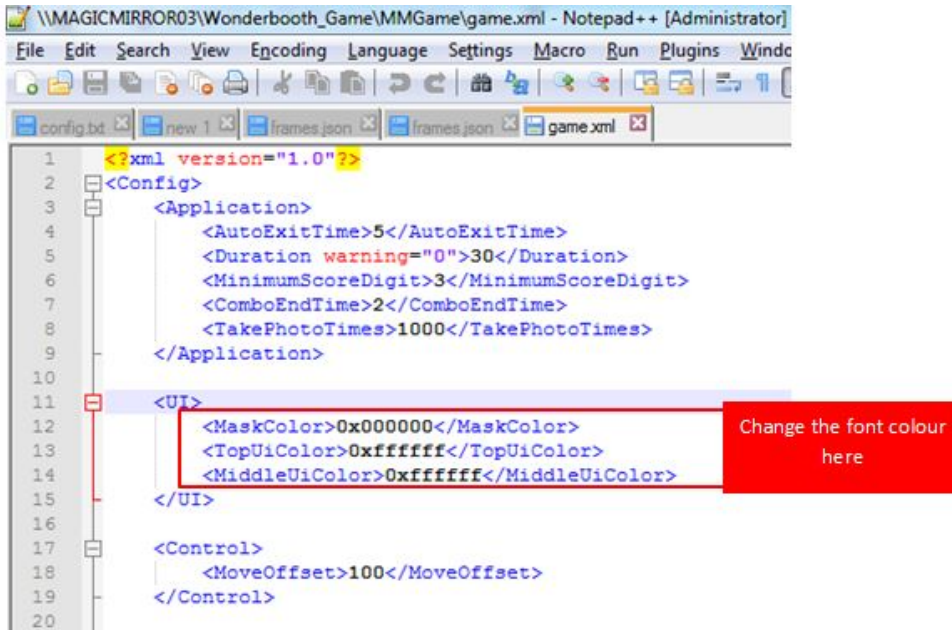 \\MAGICMIRROR03\Wonderbooth_Game\MMGame\game.xml - Notepad++ [Administrator]
File Edit Search View Encoding Language Settings Macro Run Plugins Windo
config.txt new 1 frames.json frames.json game.xml
1 <?xml version="1.0"?>
2 <Config>
3 <Application>
4 <AutoExitTime>5</AutoExitTime>
5 <Duration warning="0">30</Duration>
6 <MinimumScoreDigit>3</MinimumScoreDigit>
7 <ComboEndTime>2</ComboEndTime>
8 <TakePhotoTimes>1000</TakePhotoTimes>
9 </Application>
10
11 <UI>
12 <MaskColor>0x000000</MaskColor>
13 <TopUiColor>0xffffff</TopUiColor>
14 <MiddleUiColor>0xffffff</MiddleUiColor>
15 </UI>
16
17 <Control>
18 <MoveOffset>100</MoveOffset>
19 </Control>
20
Change the font colour
here